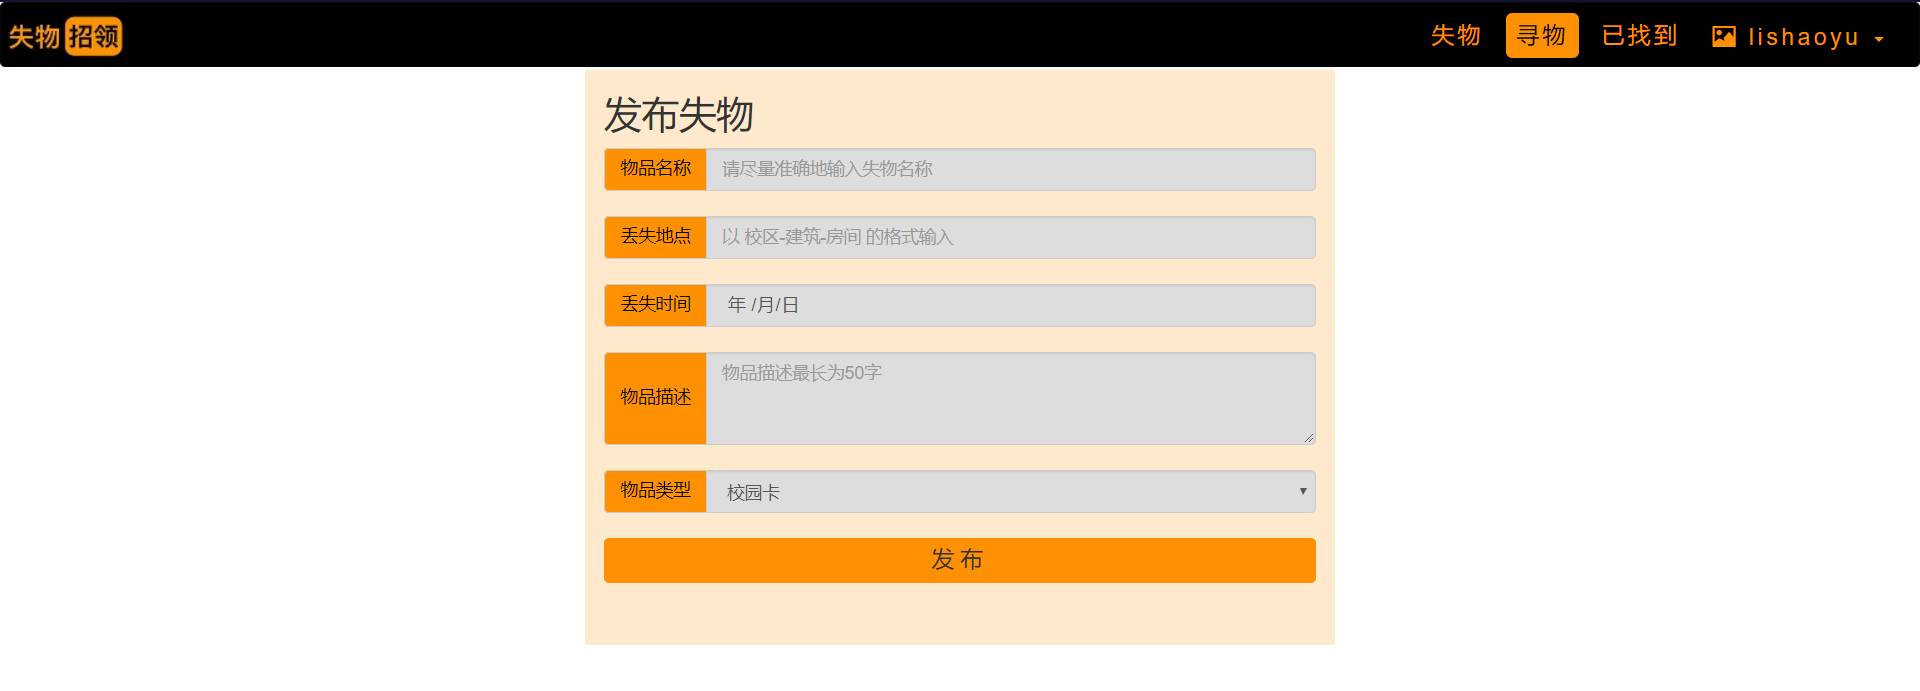 失物 招领 失物 寻物 已找到 lishaoyu
发布失物
物品名称 请尽量准确地输入失物名称
丢失地点 以 校区-建筑-房间 的格式输入
丢失时间 年 /月/日
物品描述 物品描述最长为50字
物品类型 校园卡
发 布